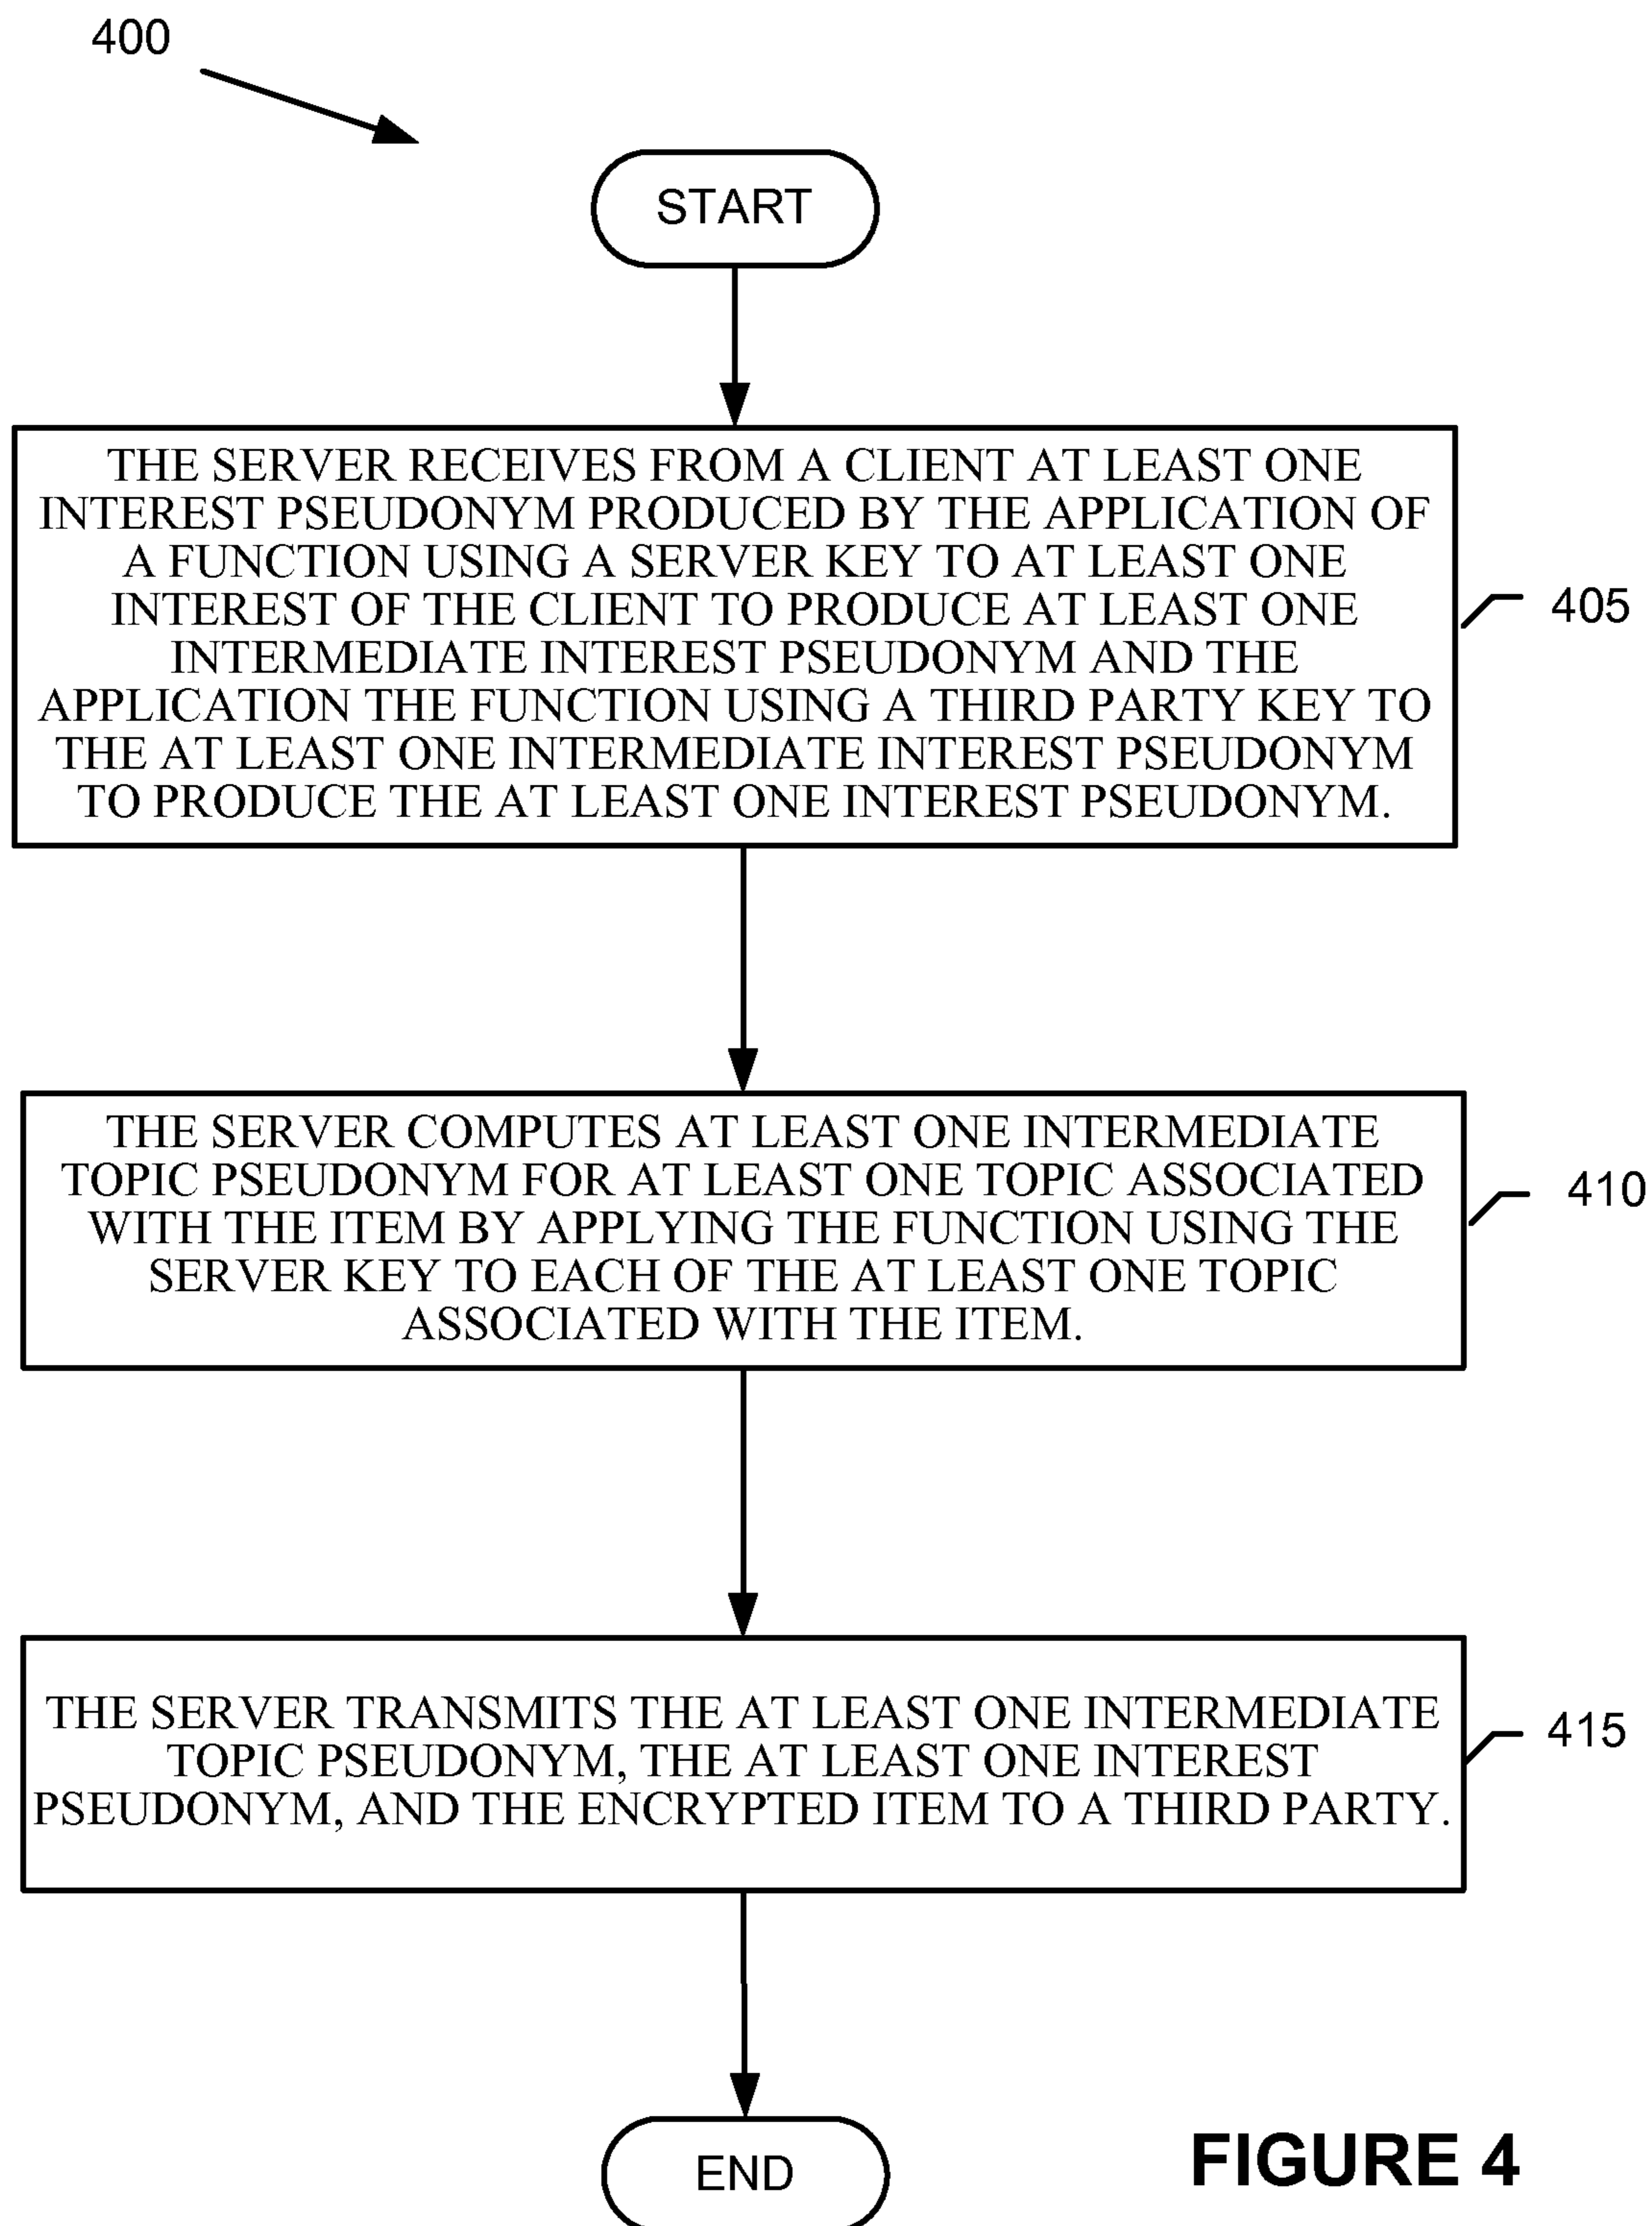 400
START
THE SERVER RECEIVES FROM A CLIENT AT LEAST ONE
INTEREST PSEUDONYM PRODUCED BY THE APPLICATION OF
A FUNCTION USING A SERVER KEY TO AT LEAST ONE
INTEREST OF THE CLIENT TO PRODUCE AT LEAST ONE
INTERMEDIATE INTEREST PSEUDONYM AND THE
APPLICATION THE FUNCTION USING A THIRD PARTY KEY TO
THE AT LEAST ONE INTERMEDIATE INTEREST PSEUDONYM
TO PRODUCE THE AT LEAST ONE INTEREST PSEUDONYM.
405
THE SERVER COMPUTES AT LEAST ONE INTERMEDIATE
TOPIC PSEUDONYM FOR AT LEAST ONE TOPIC ASSOCIATED
WITH THE ITEM BY APPLYING THE FUNCTION USING THE
SERVER KEY TO EACH OF THE AT LEAST ONE TOPIC
ASSOCIATED WITH THE ITEM.
410
THE SERVER TRANSMITS THE AT LEAST ONE INTERMEDIATE
TOPIC PSEUDONYM, THE AT LEAST ONE INTEREST
PSEUDONYM, AND THE ENCRYPTED ITEM TO A THIRD PARTY.
415
END
FIGURE 4